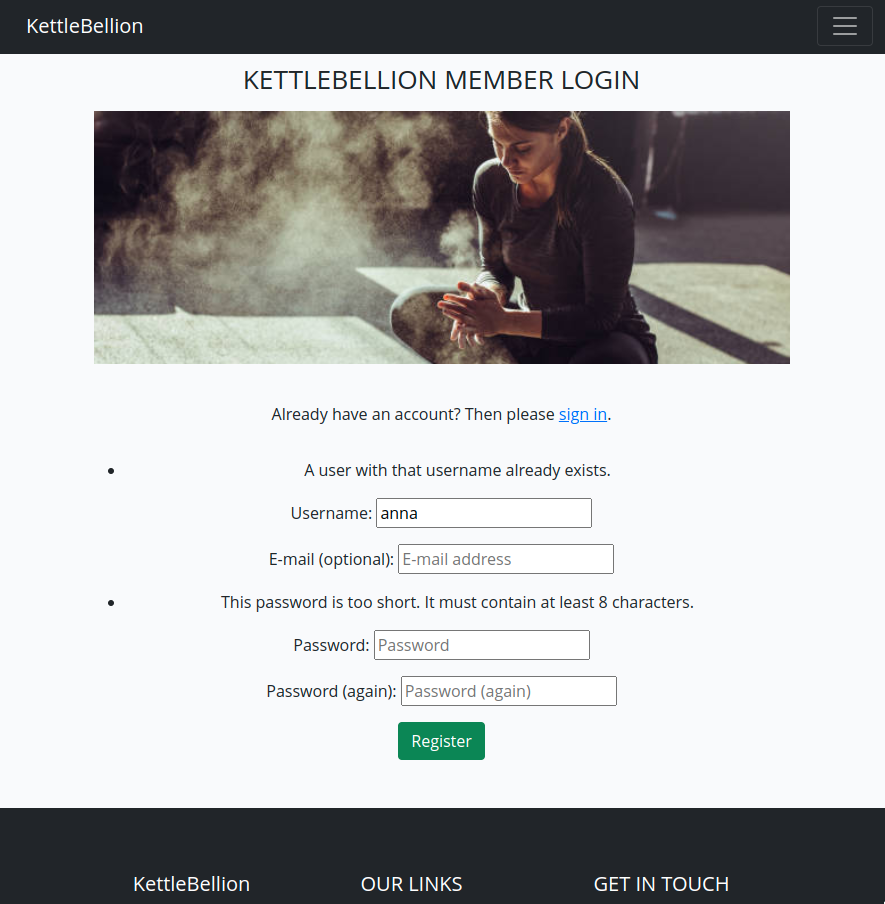 KettleBellion
KETTLEBELLION MEMBER LOGIN
Already have an account? Then please sign in.
• A user with that username already exists.
Username: anna
E-mail (optional): E-mail address
• This password is too short. It must contain at least 8 characters.
Password: Password
Password (again): Password (again)
Register
KettleBellion OUR LINKS GET IN TOUCH